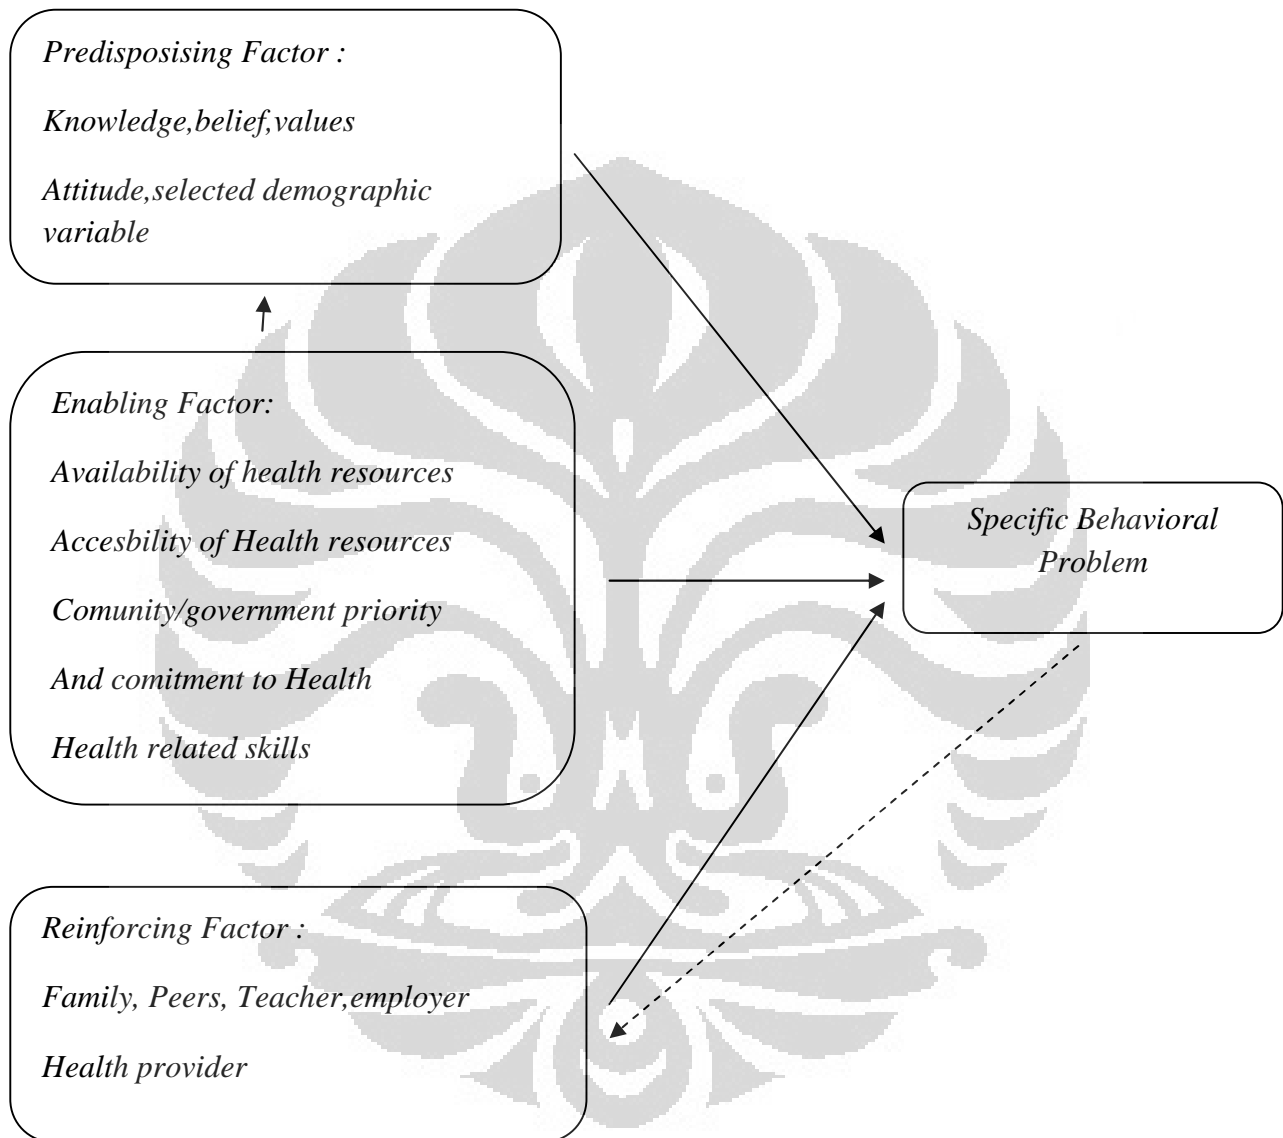 Predisposising Factor :
Knowledge,belief,values
Attitude,selected demographic
variable
Enabling Factor:
Availability of health resources
Accesbility of Health resources
Comunity/government priority
And comitment to Health
Health related skills
Specific Behavioral
Problem
Reinforcing Factor :
Family, Peers, Teacher,employer
Health provider